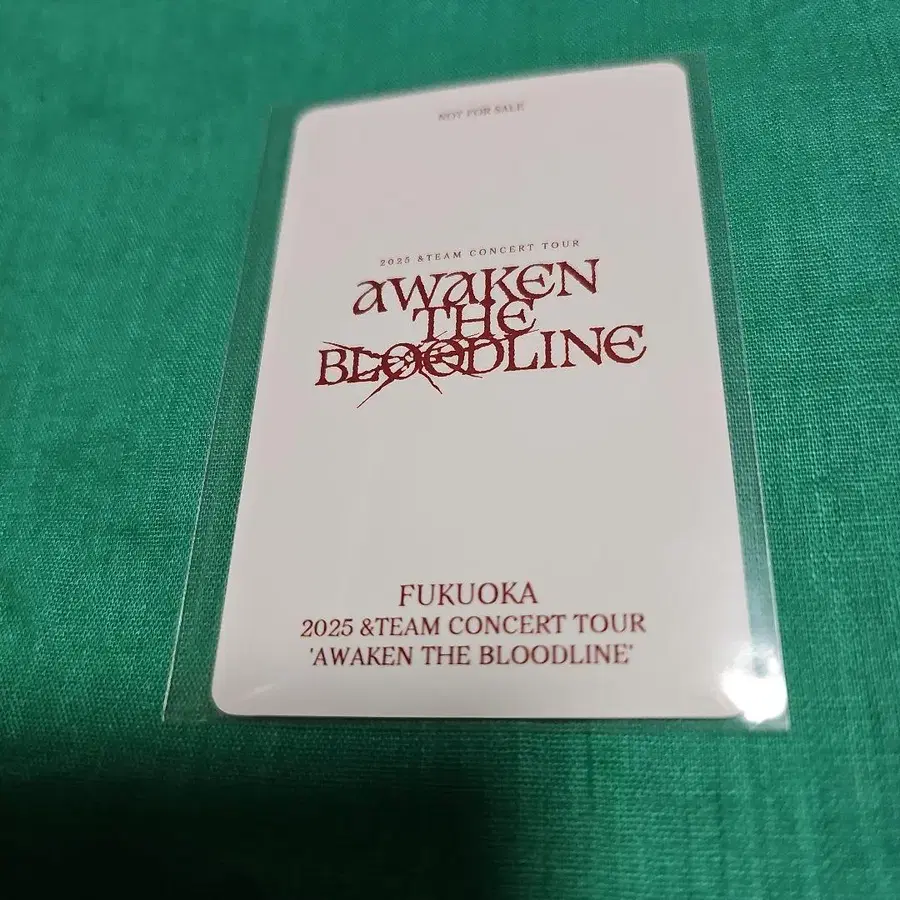 NOT FOR SALE
2025 &TEAM CONCERT TOUR
AWAKEN
THE
BLOODLINE
FUKUOKA
2025 &TEAM CONCERT TOUR
'AWAKEN THE BLOODLINE'